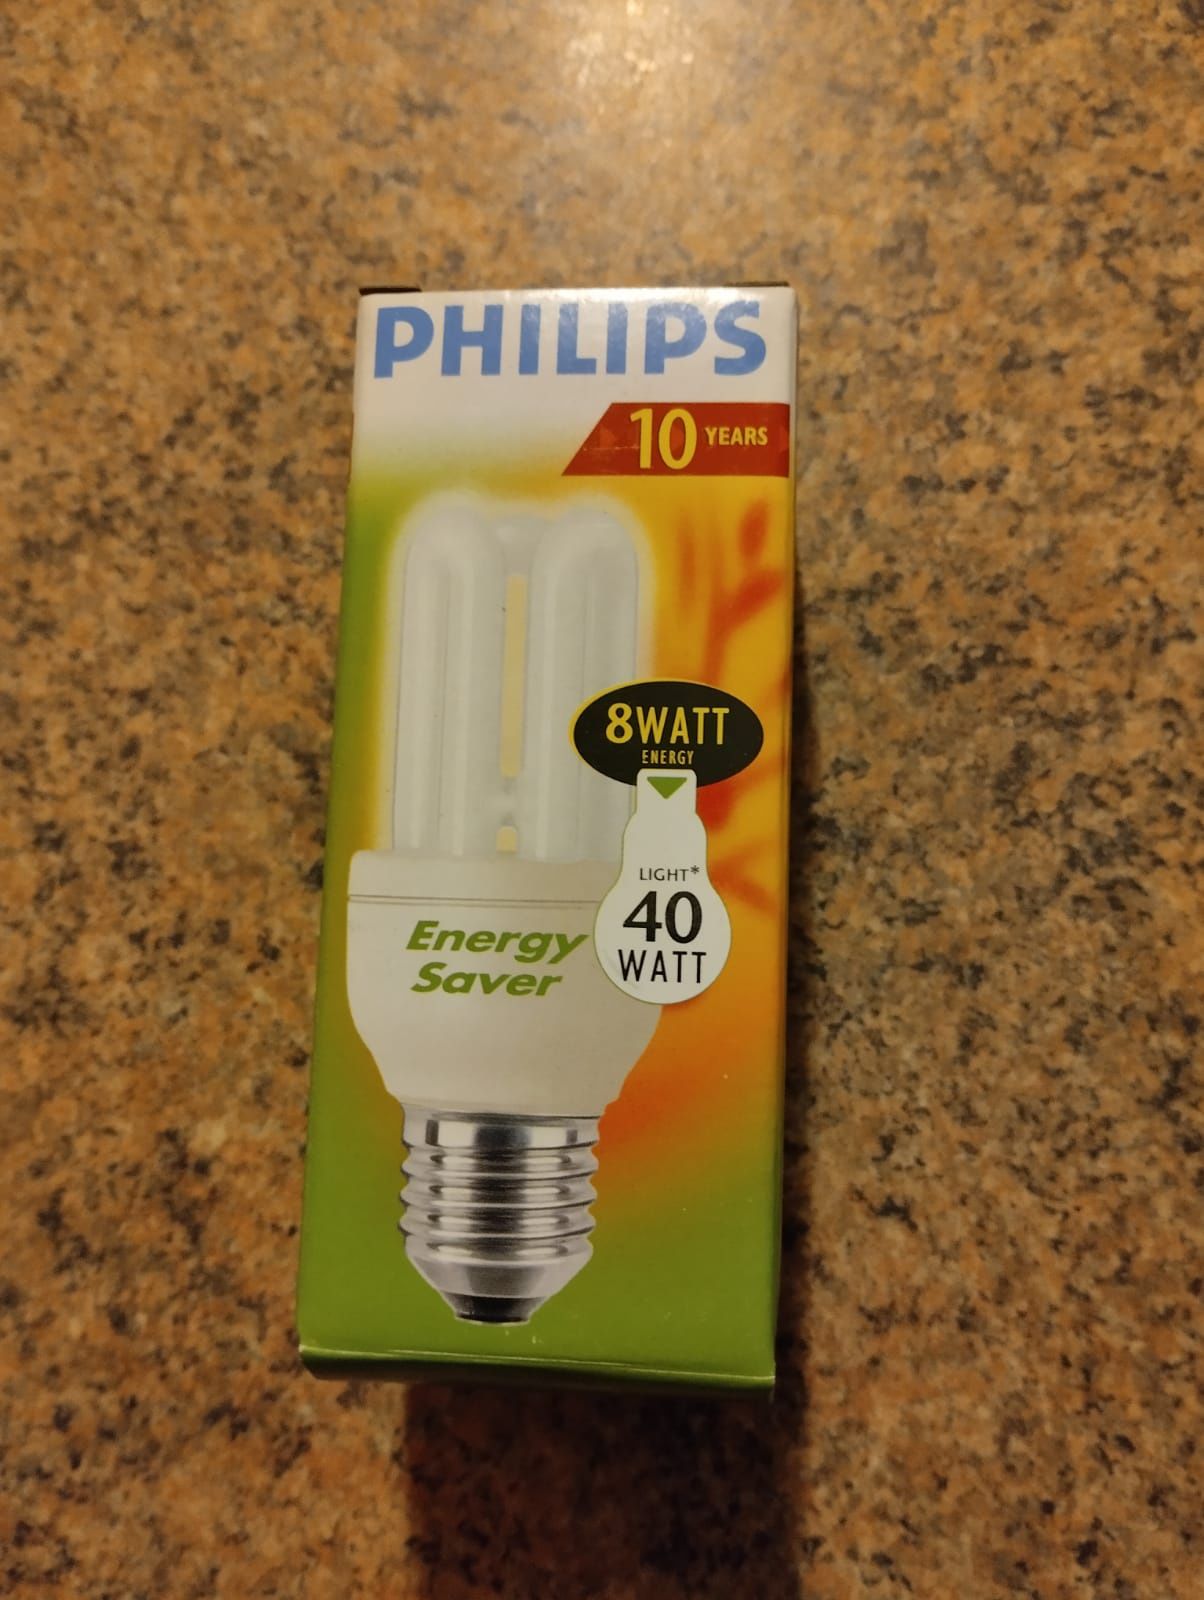 PHILIPS
10 YEARS
8WATT
ENERGY
LIGHT*
40
WATT
Energy
Saver